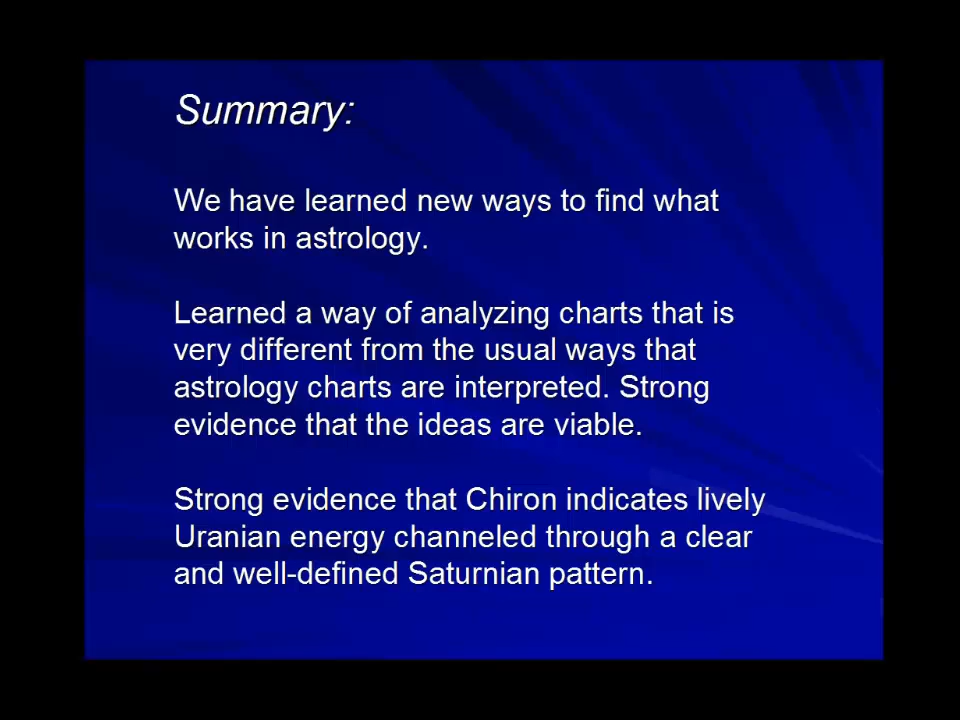 Summary:
We have learned new ways to find what
works in astrology.
Learned a way of analyzing charts that is
very different from the usual ways that
astrology charts are interpreted. Strong
evidence that the ideas are viable.
Strong evidence that Chiron indicates lively
Uranian energy channeled through a clear
and well-defined Saturnian pattern.